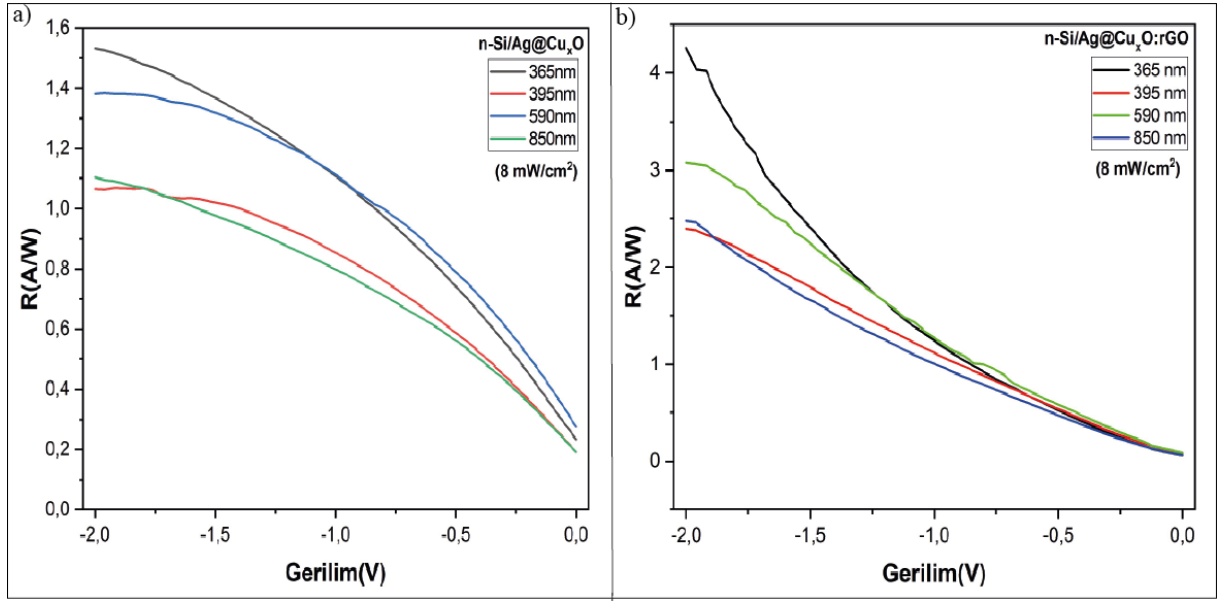 a)
n-Si/Ag@CuₓO
365nm
395nm
590nm
850nm
(8 mW/cm²)
R(A/W)
1,6
1,4
1,2
1,0
0,8
0,6
0,4
0,2
0,0
-2,0 -1,5 -1,0 -0,5 0,0
Gerilim(V)
b)
n-Si/Ag@CuₓO:rGO
365 nm
395 nm
590 nm
850 nm
(8 mW/cm²)
R(A/W)
4
3
2
1
0
-2,0 -1,5 -1,0 -0,5 0,0
Gerilim(V)